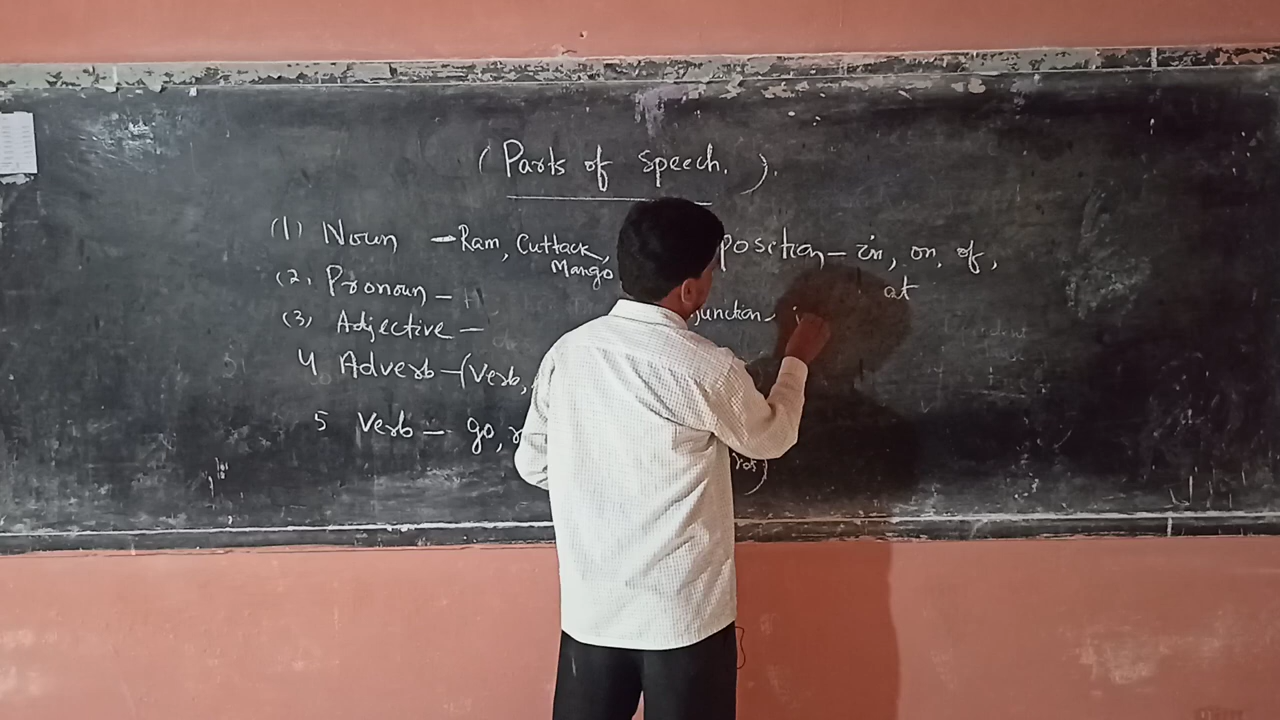 (Parts of Speech.).
(1) Noun – Ram, Cuttack,
Mango
(2) Pronoun –
(3) Adjective –
4 Adverb – (Verb,
5 Verb – go,
position – in, on, of,
at
junction,